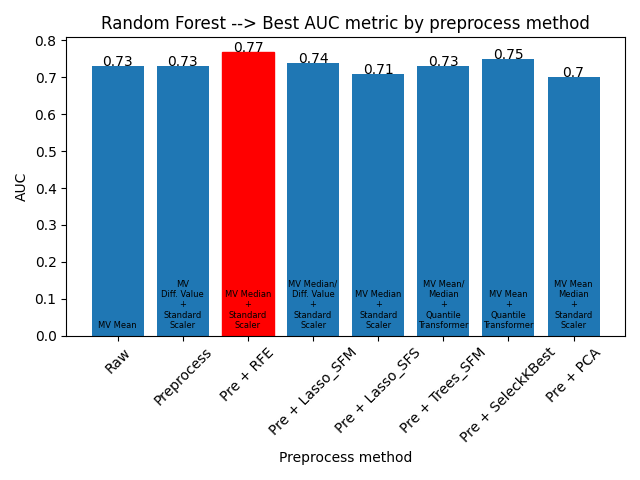 Random Forest --> Best AUC metric by preprocess method
AUC
0.8
0.7
0.6
0.5
0.4
0.3
0.2
0.1
0.0
0.73
0.73
0.77
0.74
0.71
0.73
0.75
0.7
MV Mean
MV
Diff. Value
+
Standard
Scaler
MV Median
+
Standard
Scaler
MV Median/
Diff. Value
+
Standard
Scaler
MV Median
+
Standard
Scaler
MV Mean/
Median
+
Quantile
Transformer
MV Mean
+
Quantile
Transformer
MV Mean
Median
+
Standard
Scaler
Raw
Preprocess
Pre + RFE
Pre + Lasso_SFM
Pre + Lasso_SFS
Pre + Trees_SFM
Pre + SeleckKBest
Pre + PCA
Preprocess method